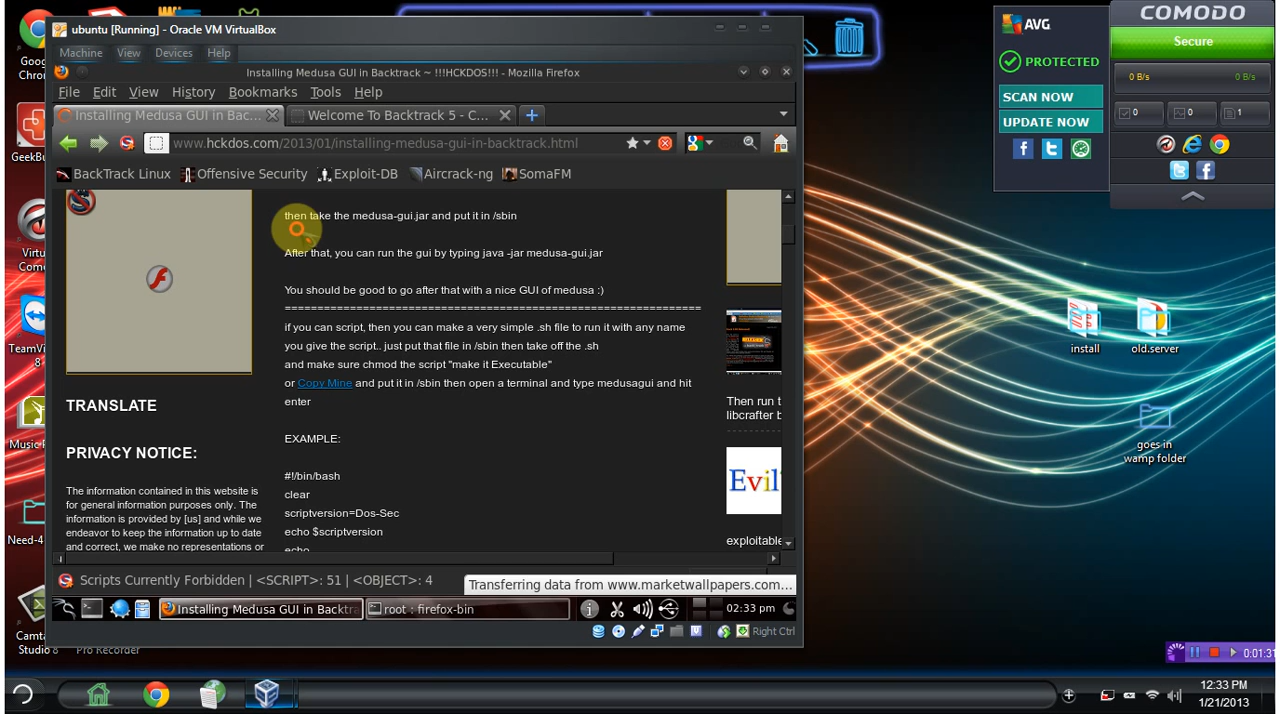 ubuntu [Running] - Oracle VM VirtualBox
Machine View Devices Help
Installing Medusa GUI in Backtrack ~ !!!HCKDOS!!! - Mozilla Firefox
File Edit View History Bookmarks Tools Help
Installing Medusa GUI in Bac...
Welcome To Backtrack 5 - C...
www.hckdos.com/2013/01/installing-medusa-gui-in-backtrack.html
BackTrack Linux Offensive Security Exploit-DB Aircrack-ng SomaFM
then take the medusa-gui.jar and put it in /sbin
After that, you can run the gui by typing java -jar medusa-gui.jar
You should be good to go after that with a nice GUI of medusa :)
================================================================
if you can script, then you can make a very simple .sh file to run it with any name
you give the script.. just put that file in /sbin then take off the .sh
and make sure chmod the script "make it Executable"
or Copy Mine and put it in /sbin then open a terminal and type medusagui and hit
enter
EXAMPLE:
#!/bin/bash
clear
scriptversion=Dos-Sec
echo $scriptversion
echo
TRANSLATE
PRIVACY NOTICE:
The information contained in this website is
for general information purposes only. The
information is provided by [us] and while we
endeavor to keep the information up to date
and correct, we make no representations or
Then run t
libcrafter b
Evil
exploitable
Scripts Currently Forbidden | <SCRIPT>: 51 | <OBJECT>: 4
Transferring data from www.marketwallpapers.com...
Installing Medusa GUI in Backtra
root : firefox-bin
02:33 pm
Right Ctrl
Goog
Chron
GeekBu
Virtu
Com
TeamV
8
Music
Need-4
Camta
Studio 8
Pro Recorder
AVG
PROTECTED
SCAN NOW
UPDATE NOW
COMODO
Secure
0 B/s 0 B/s
0 0 1
install
old.server
goes in
wamp folder
0:01:31
12:33 PM
1/21/2013